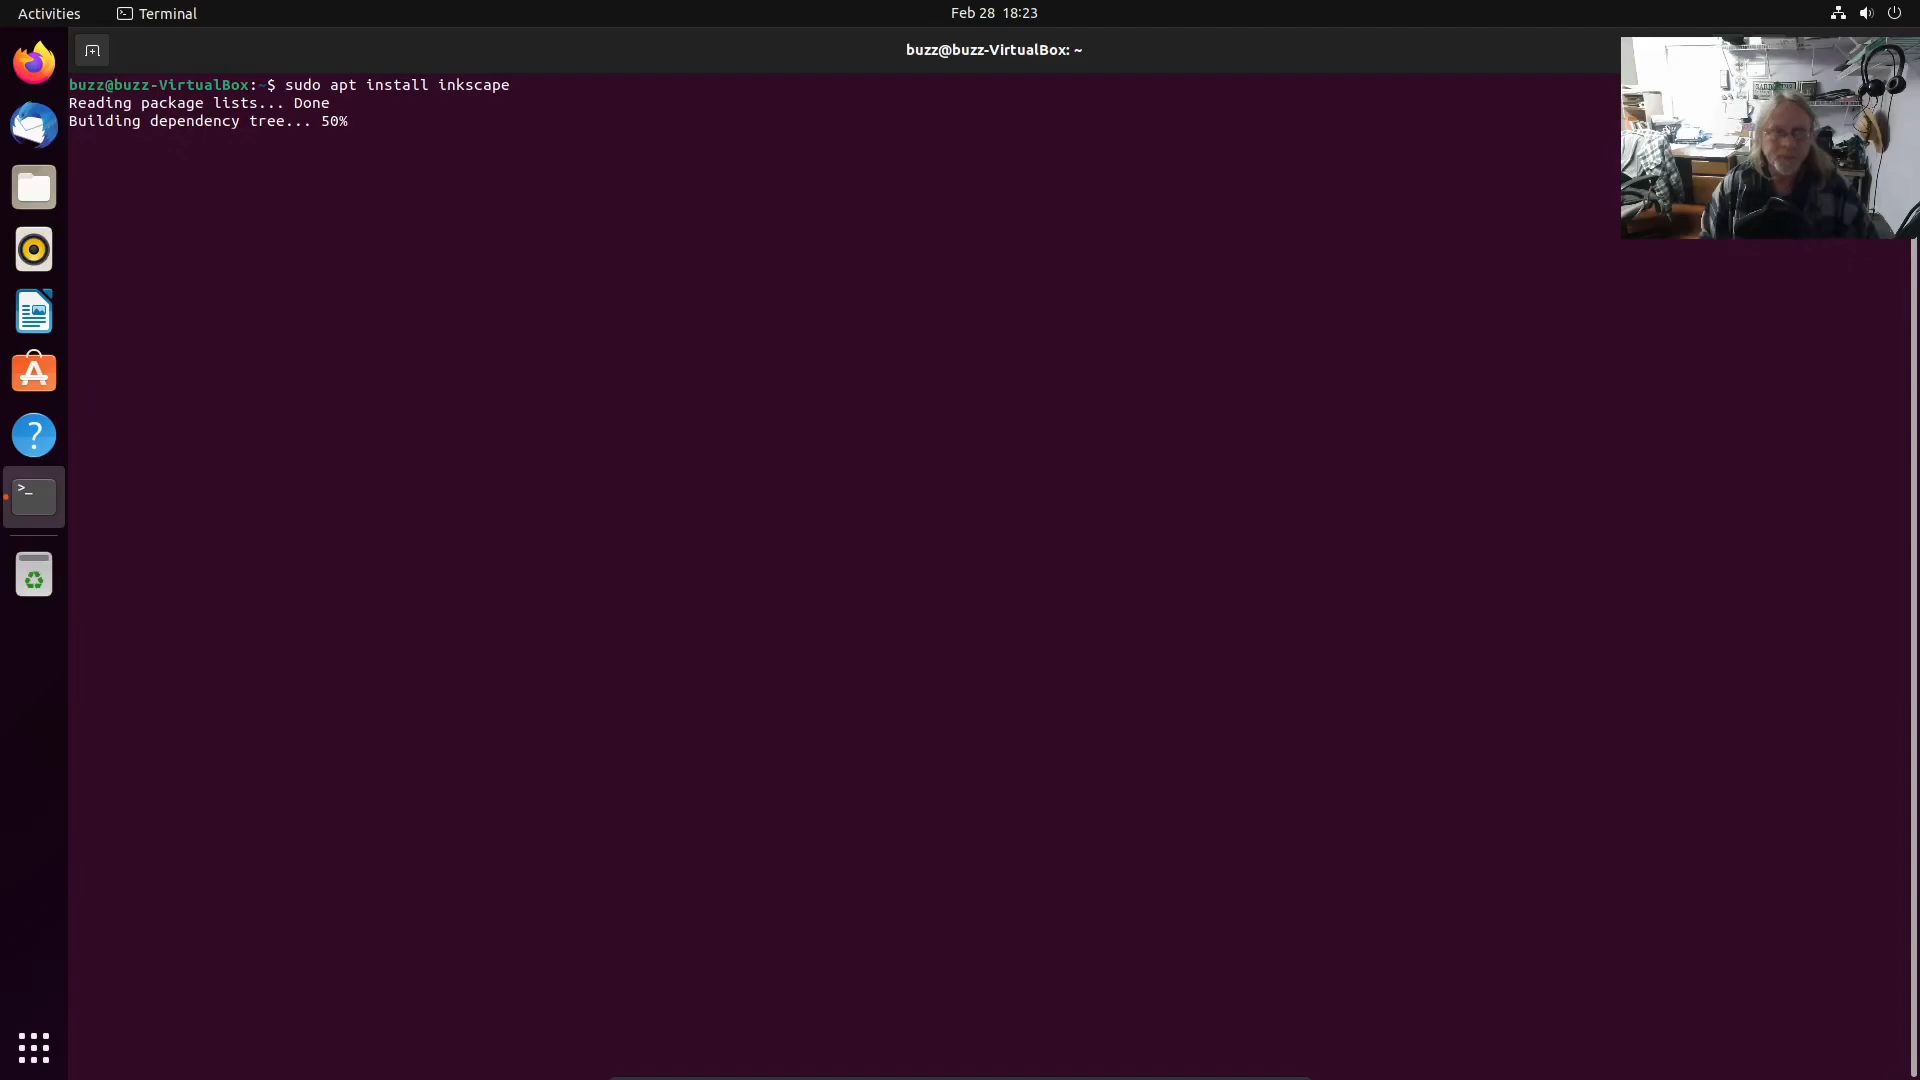 Activities
Terminal
Feb 28 18:23
buzz@buzz-VirtualBox: ~
buzz@buzz-VirtualBox:~$ sudo apt install inkscape
Reading package lists... Done
Building dependency tree... 50%